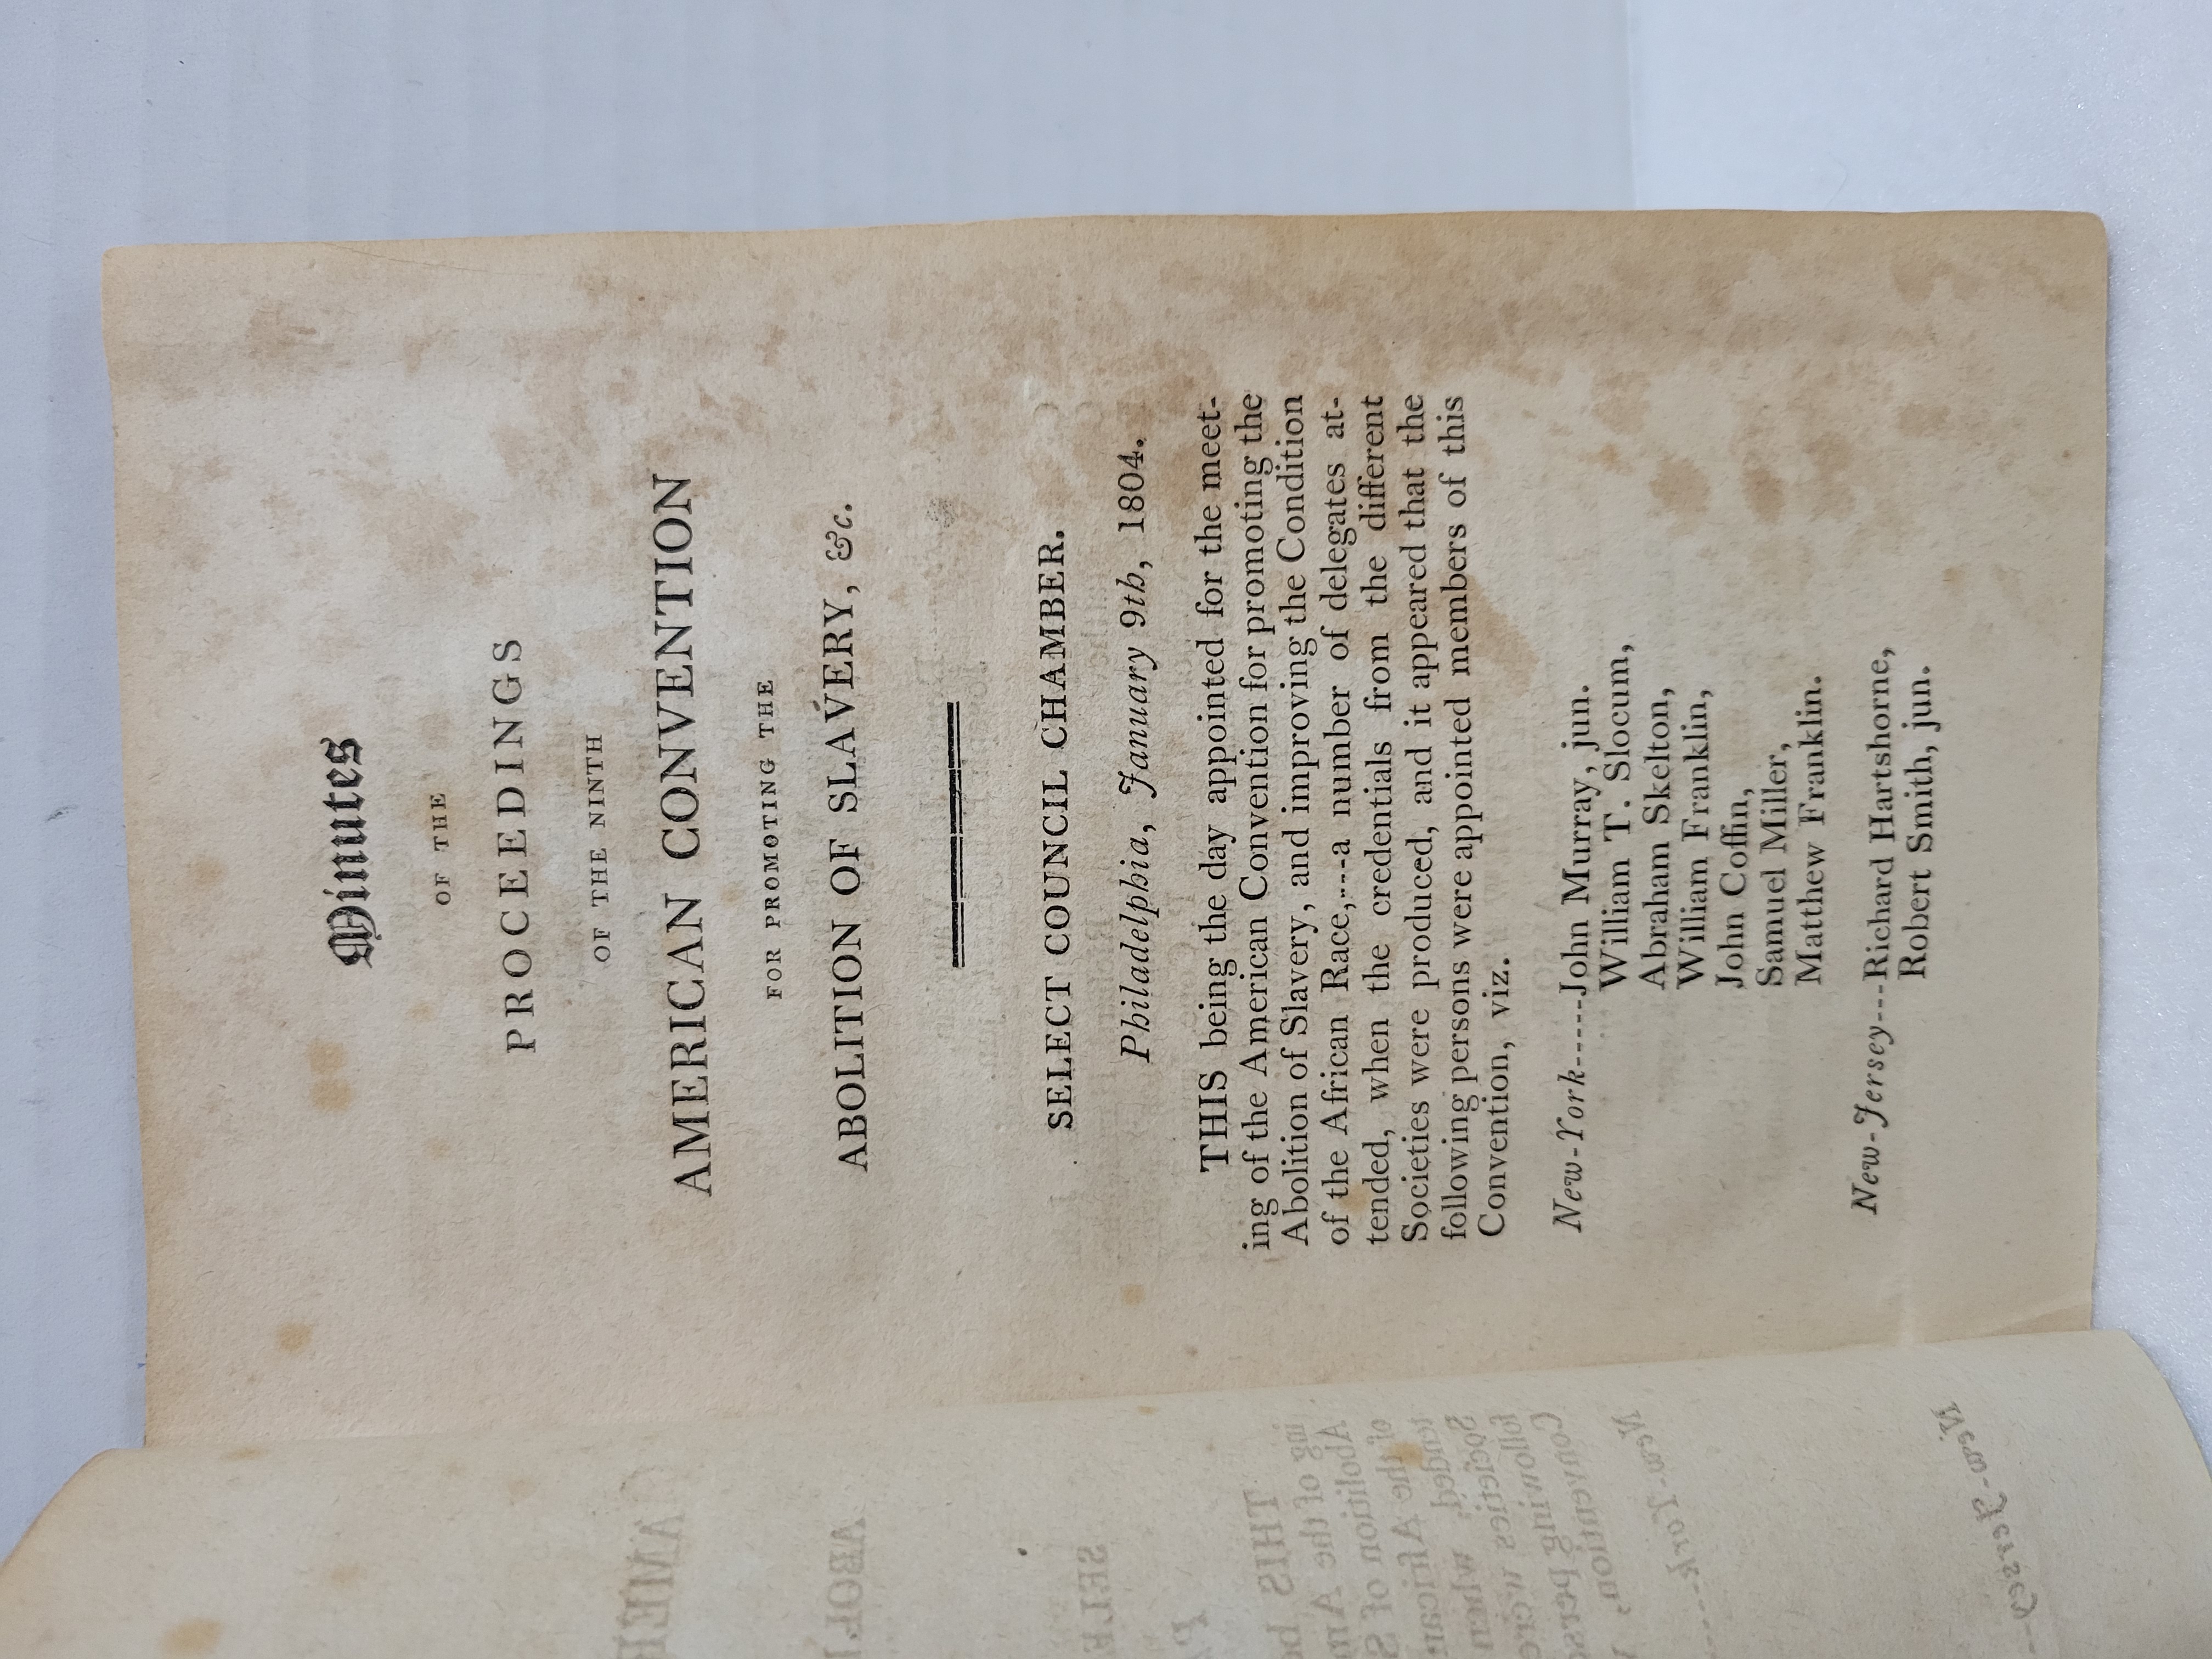 Minutes
OF THE
PROCEEDINGS
OF THE NINTH
AMERICAN CONVENTION
FOR PROMOTING THE
ABOLITION OF SLAVERY, &c.
SELECT COUNCIL CHAMBER.
Philadelphia, January 9th, 1804.
THIS being the day appointed for the meet-
ing of the American Convention for promoting the
Abolition of Slavery, and improving the Condition
of the African Race,---a number of delegates at-
tended, when the credentials from the different
Societies were produced, and it appeared that the
following persons were appointed members of this
Convention, viz.
New-York-----John Murray, jun.
William T. Slocum,
Abraham Skelton,
William Franklin,
John Coffin,
Samuel Miller,
Matthew Franklin.
New-Jersey---Richard Hartshorne,
Robert Smith, jun.